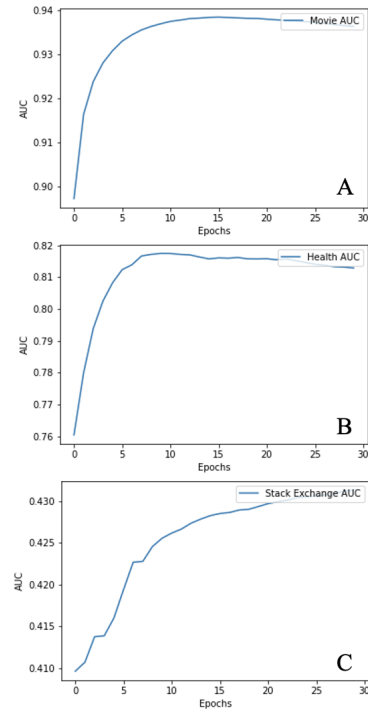 0.94
0.93
0.92
0.91
0.90
AUC
Movie AUC
A
0 5 10 15 20 25 30
Epochs
0.82
0.81
0.80
0.79
0.78
0.77
0.76
AUC
Health AUC
B
0 5 10 15 20 25 30
Epochs
0.430
0.425
0.420
0.415
0.410
AUC
Stack Exchange AUC
C
0 5 10 15 20 25 30
Epochs